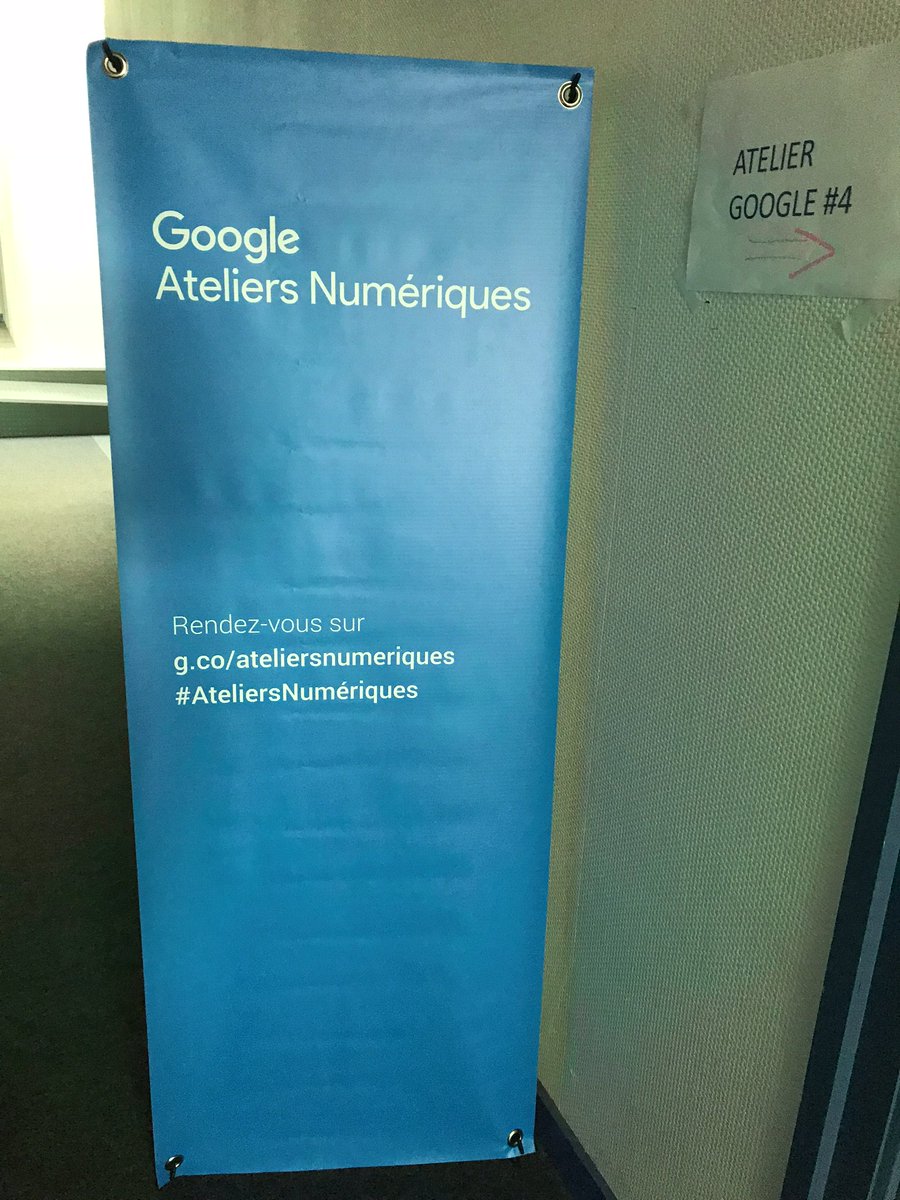 Google
Ateliers Numériques
Rendez-vous sur
g.co/ateliersnumeriques
#AteliersNumériques
ATELIER
GOOGLE #4